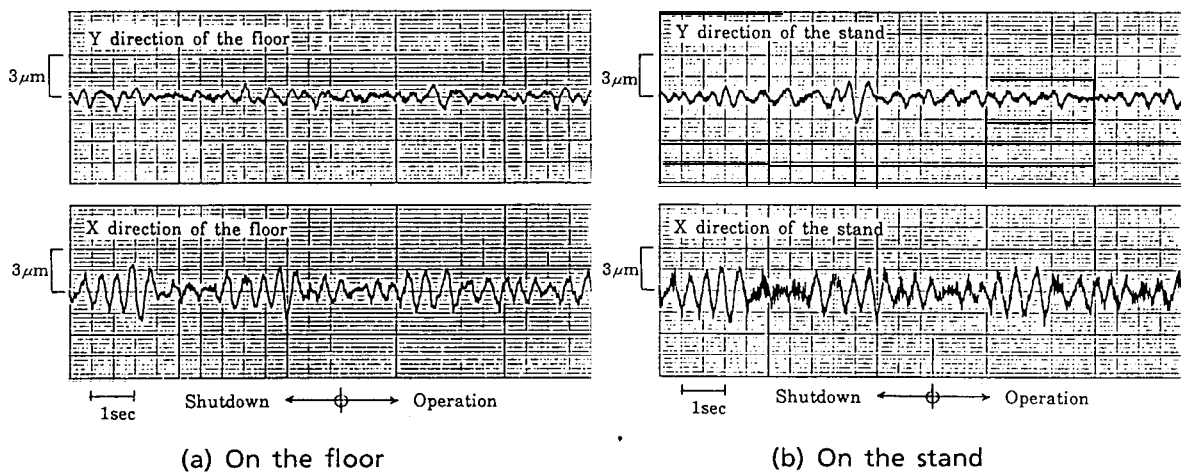 Y direction of the floor
3μm
X direction of the floor
3μm
1sec
Shutdown
Operation
(a) On the floor
Y direction of the stand
3μm
X direction of the stand
3μm
1sec
Shutdown
Operation
(b) On the stand